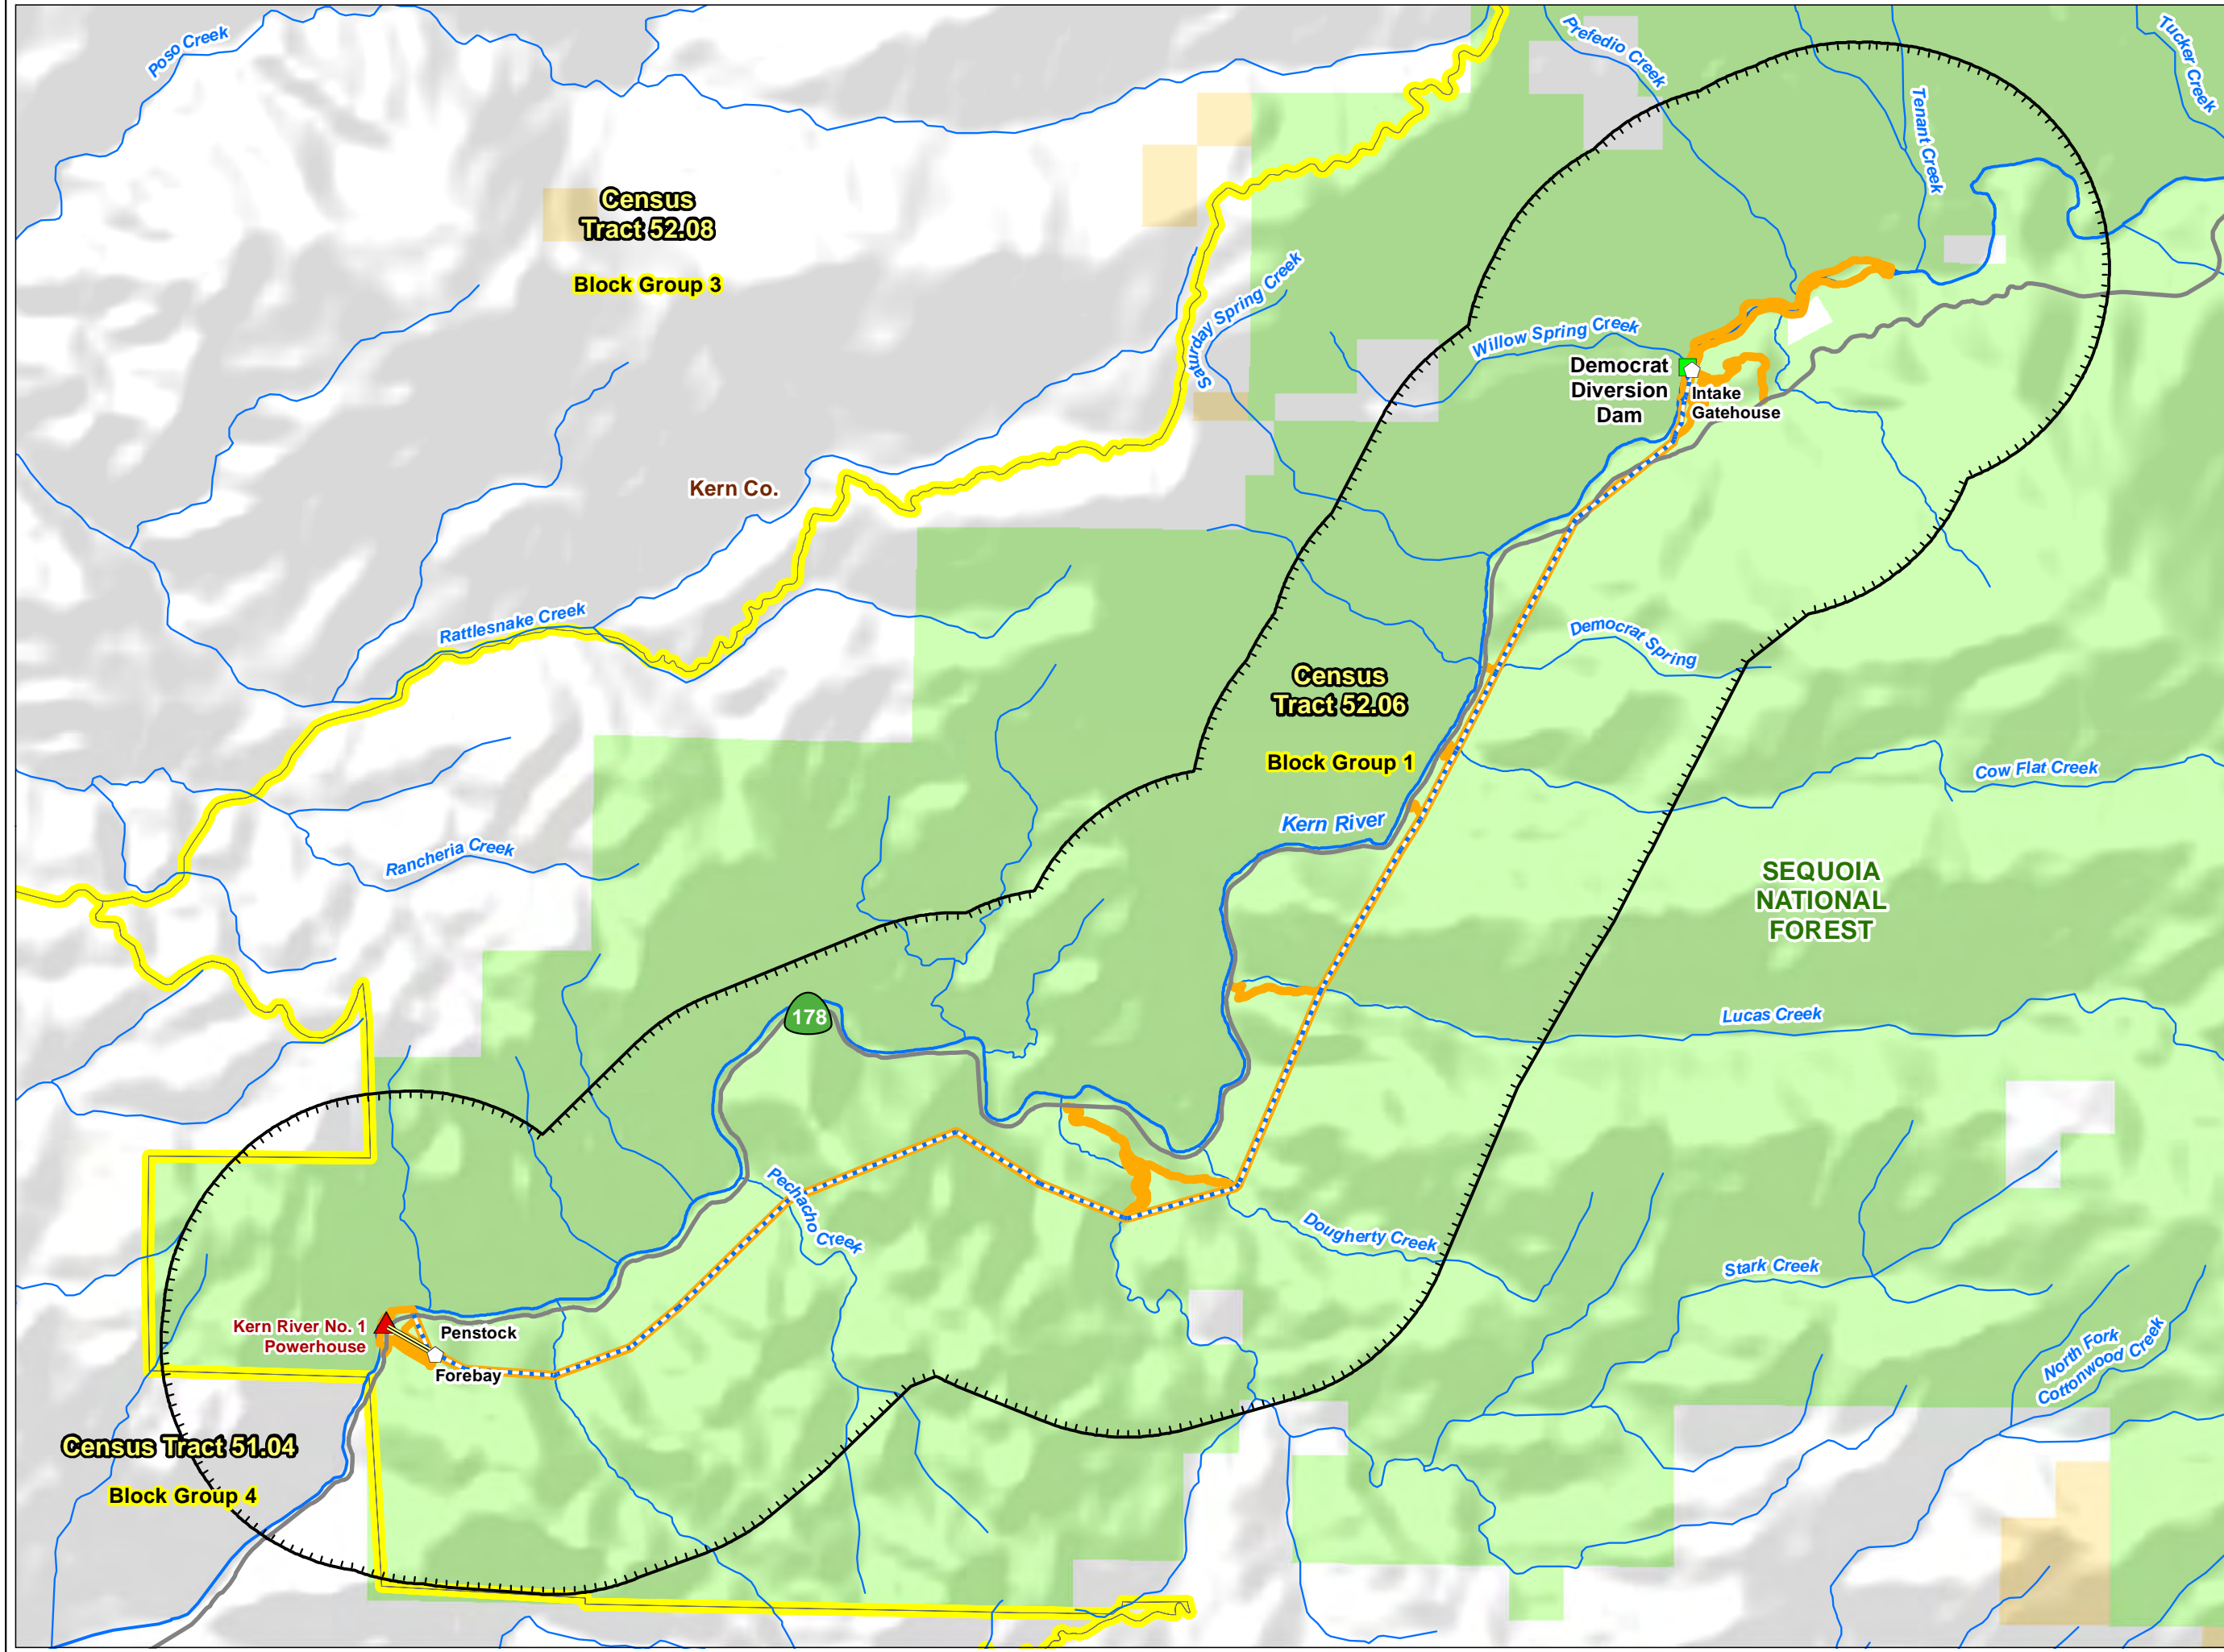 Poso Creek
Prefedio Creek
Tucker Creek
Tenant Creek
Census
Tract 52.08
Block Group 3
Saturday Spring Creek
Willow Spring Creek
Democrat
Diversion
Dam
Intake
Gatehouse
Kern Co.
Rattlesnake Creek
Democrat Spring
Census
Tract 52.06
Block Group 1
Cow Flat Creek
Kern River
Rancheria Creek
SEQUOIA
NATIONAL
FOREST
178
Lucas Creek
Pechacho
Creek
Dougherty Creek
Stark Creek
Kern River No. 1
Powerhouse
Penstock
Forebay
North Fork
Cottonwood Creek
Census Tract 51.04
Block Group 4